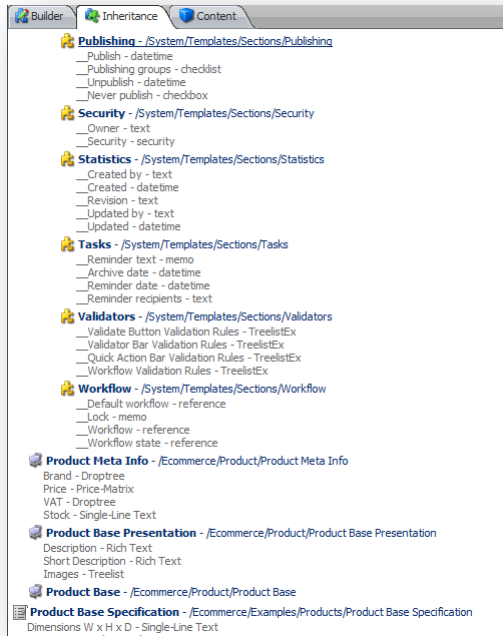 Builder Inheritance Content
Publishing - /System/Templates/Sections/Publishing
__Publish - datetime
__Publishing groups - checklist
__Unpublish - datetime
__Never publish - checkbox
Security - /System/Templates/Sections/Security
__Owner - text
__Security - security
Statistics - /System/Templates/Sections/Statistics
__Created by - text
__Created - datetime
__Revision - text
__Updated by - text
__Updated - datetime
Tasks - /System/Templates/Sections/Tasks
__Reminder text - memo
__Archive date - datetime
__Reminder date - datetime
__Reminder recipients - text
Validators - /System/Templates/Sections/Validators
__Validate Button Validation Rules - TreelistEx
__Validator Bar Validation Rules - TreelistEx
__Quick Action Bar Validation Rules - TreelistEx
__Workflow Validation Rules - TreelistEx
Workflow - /System/Templates/Sections/Workflow
__Default workflow - reference
__Lock - memo
__Workflow - reference
__Workflow state - reference
Product Meta Info - /Ecommerce/Product/Product Meta Info
Brand - Droptree
Price - Price-Matrix
VAT - Droptree
Stock - Single-Line Text
Product Base Presentation - /Ecommerce/Product/Product Base Presentation
Description - Rich Text
Short Description - Rich Text
Images - Treelist
Product Base - /Ecommerce/Product/Product Base
Product Base Specification - /Ecommerce/Examples/Products/Product Base Specification
Dimensions W x H x D - Single-Line Text